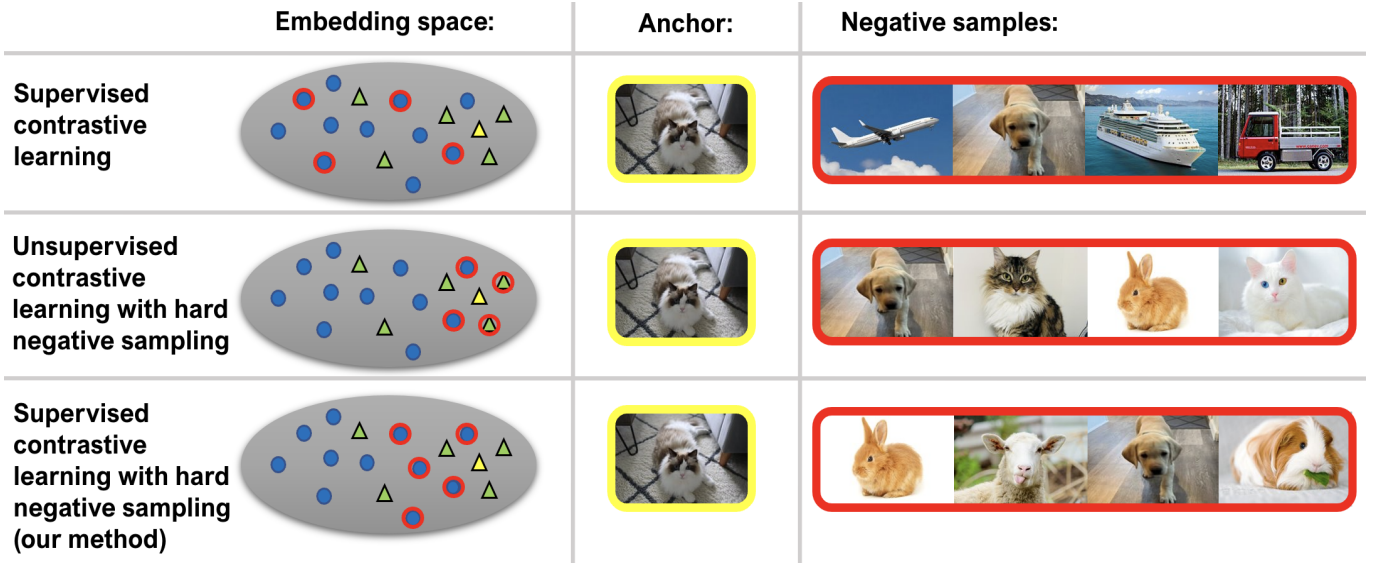 Embedding space:
Anchor:
Negative samples:
Supervised
contrastive
learning
Unsupervised
contrastive
learning with hard
negative sampling
Supervised
contrastive
learning with hard
negative sampling
(our method)